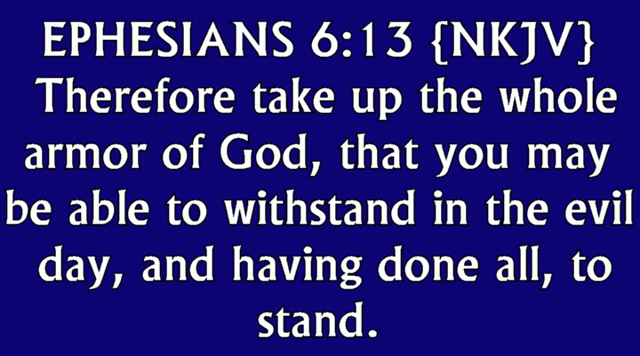 EPHESIANS 6:13 {NKJV}
Therefore take up the whole
armor of God, that you may
be able to withstand in the evil
day, and having done all, to
stand.